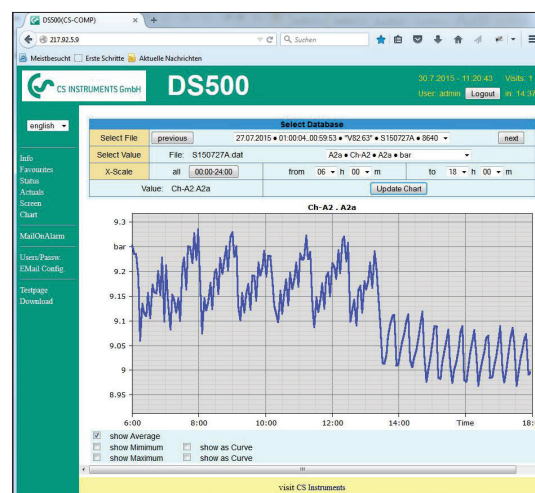 DS500(CS-COMP)
217.92.5.9
Suchen
Meistbesucht Erste Schritte Aktuelle Nachrichten
CS INSTRUMENTS GmbH
DS500
30.7.2015 - 11:20:43 Visits: 1
User: admin Logout in: 14:37
english
Select Database
Select File previous 27.07.2015 ● 01:00:04..00:59:53 ● "V82.63" ● S150727A ● 8640 next
Select Value File: S150727A.dat A2a ● Ch-A2 ● A2a ● bar
X-Scale all 00:00-24:00 from 06 h 00 m to 18 h 00 m
Value: Ch-A2.A2a Update Chart
Info
Favourites
Status
Actuals
Screen
Chart
MailOnAlarm
Users/Passw.
EMail Config.
Testpage
Download
Ch-A2 . A2a
9.3
bar
9.2
9.15
9.1
9.05
9
8.95
6:00 8:00 10:00 12:00 14:00 Time 18:
show Average
show Minimum show as Curve
show Maximum show as Curve
visit CS Instruments